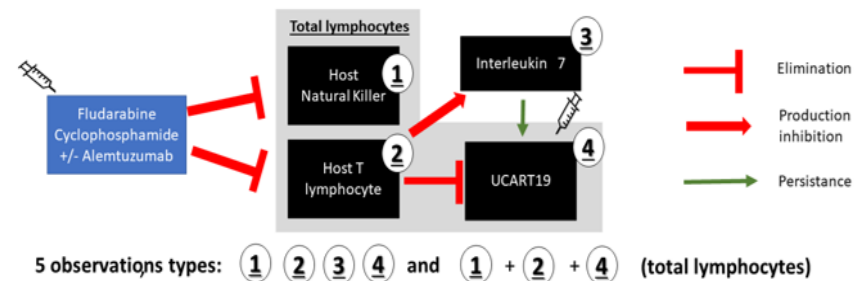 Total lymphocytes
Host
Natural Killer
1
Interleukin 7
3
Elimination
Fludarabine
Cyclophosphamide
+/- Alemtuzumab
Production
inhibition
Host T
lymphocyte
2
UCART19
4
Persistance
5 observations types: 1 2 3 4 and 1 + 2 + 4 (total lymphocytes)